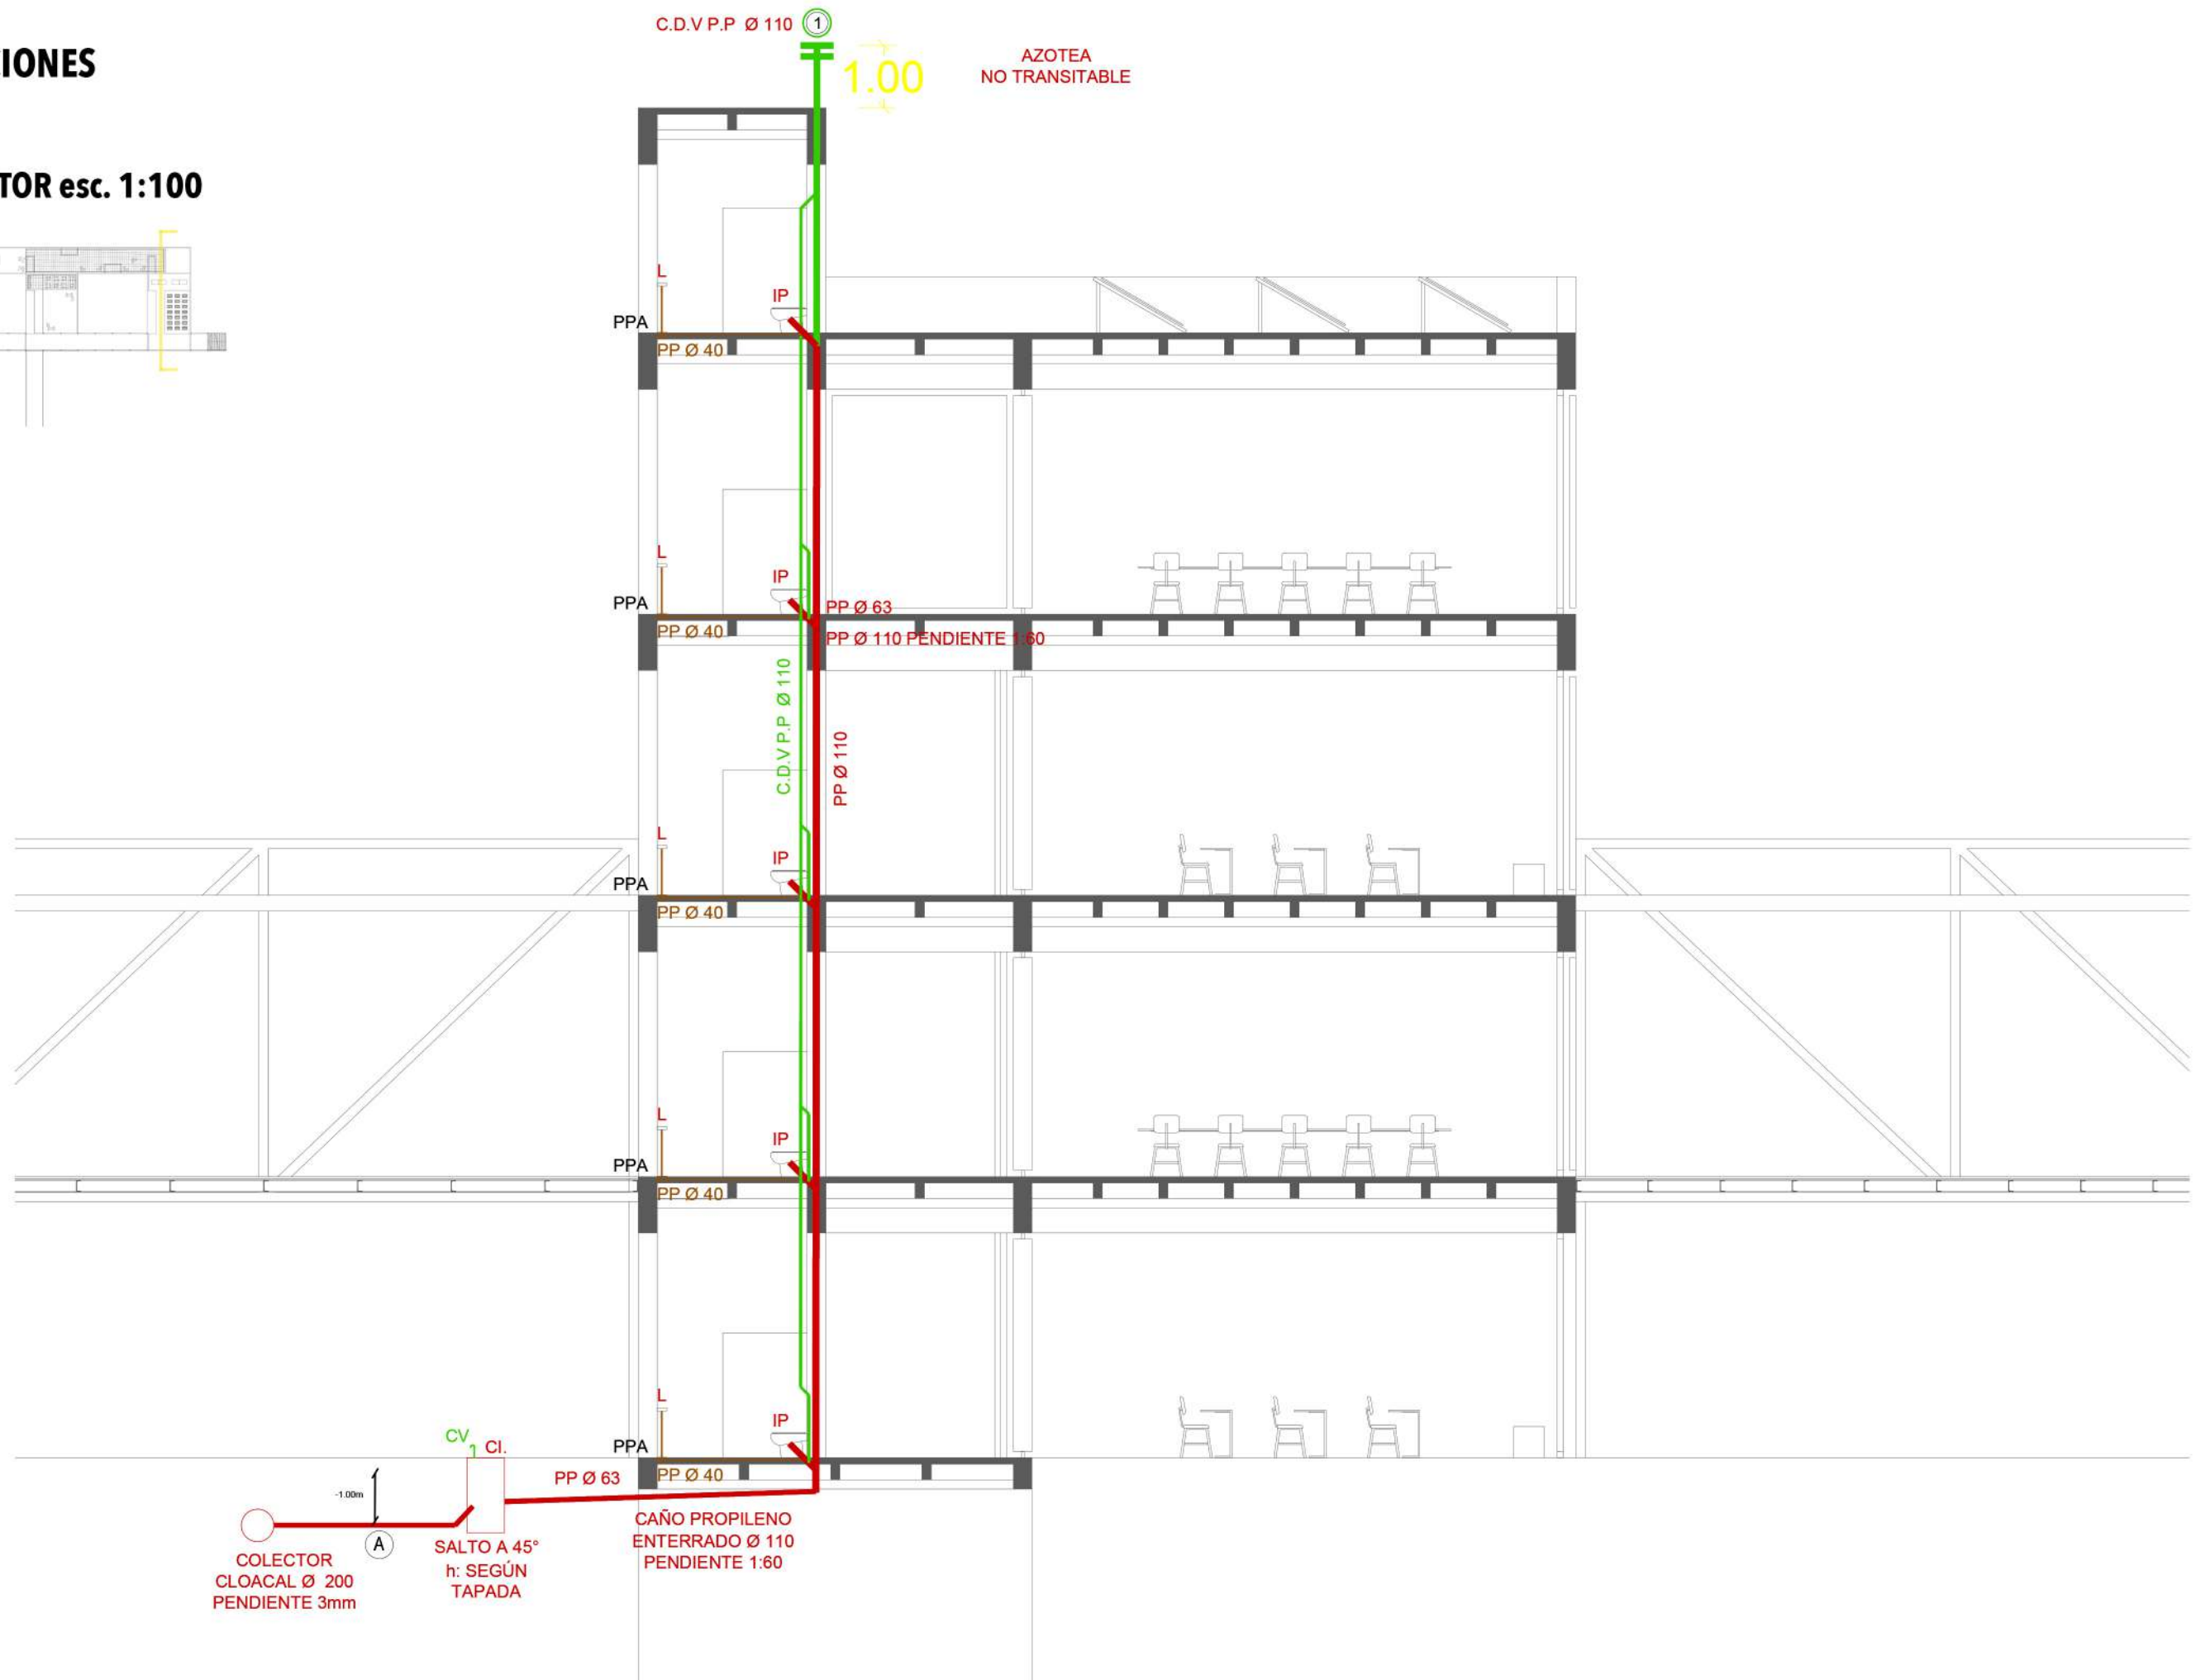 C.D.V P.P Ø 110
1
IONES
1.00
AZOTEA
NO TRANSITABLE
TOR esc. 1:100
L
IP
PPA
PP Ø 40
L
IP
PPA
PP Ø 63
PP Ø 40
PP Ø 110 PENDIENTE 1:60
C.D.V P.P Ø 110
PP Ø 110
L
IP
PPA
PP Ø 40
L
IP
PPA
PP Ø 40
L
IP
CV
CI.
PPA
PP Ø 63
PP Ø 40
-1.00m
A
CAÑO PROPILENO
ENTERRADO Ø 110
PENDIENTE 1:60
SALTO A 45°
h: SEGÚN
TAPADA
COLECTOR
CLOACAL Ø 200
PENDIENTE 3mm